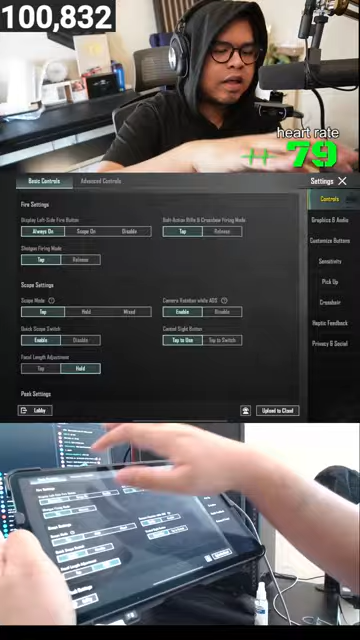 100,832
heart rate
79
Basic Controls
Advanced Controls
Settings
Controls
Fire Settings
Graphics & Audio
Display Left-Side Fire Button
Bolt-Action Rifle & Crossbow Firing Mode
Always On
Scope On
Disable
Tap
Release
Customize Buttons
Shotgun Firing Mode
Tap
Release
Sensitivity
Pick Up
Scope Settings
Scope Mode
Camera Rotation while ADS
Crosshair
Tap
Hold
Mixed
Enable
Disable
Haptic Feedback
Quick Scope Switch
Canted Sight Button
Enable
Disable
Tap to Use
Tap to Switch
Privacy & Social
Focal Length Adjustment
Tap
Hold
Peek Settings
Lobby
Upload to Cloud